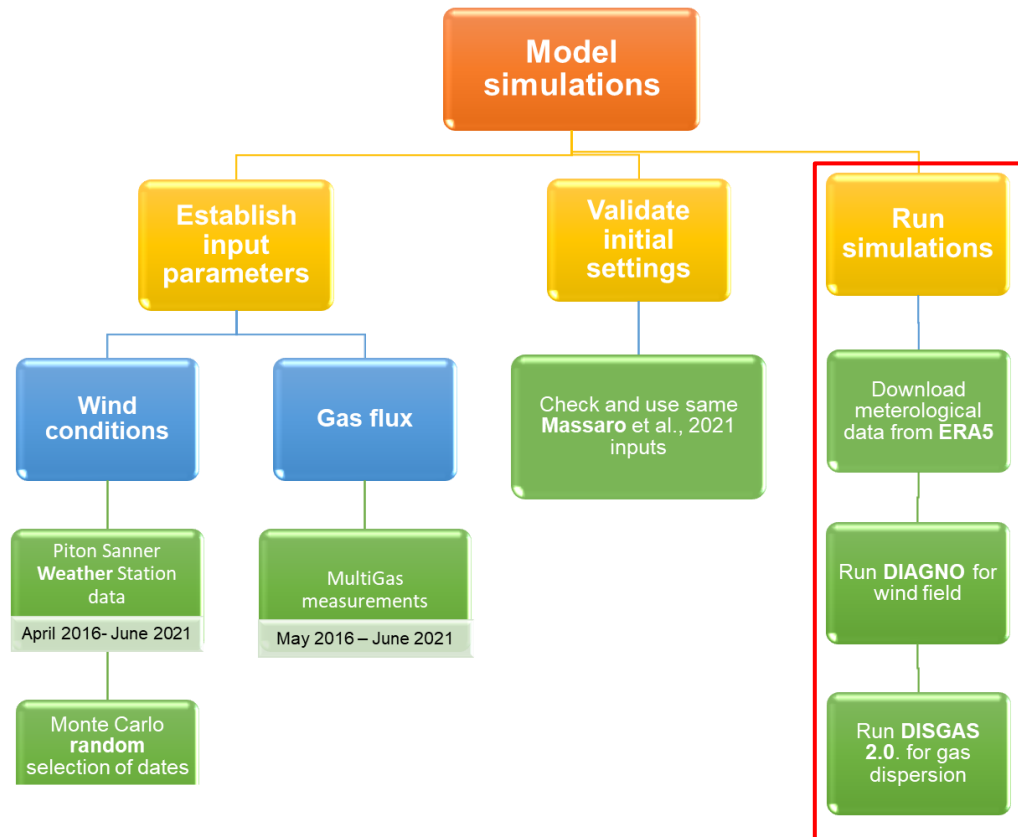 Model
simulations
Establish
input
parameters
Validate
initial
settings
Run
simulations
Wind
conditions
Gas flux
Check and use same
Massaro et al., 2021
inputs
Download
meterological
data from ERA5
Piton Sanner
Weather Station
data
April 2016- June 2021
MultiGas
measurements
May 2016 – June 2021
Run DIAGNO for
wind field
Monte Carlo
random
selection of dates
Run DISGAS
2.0. for gas
dispersion